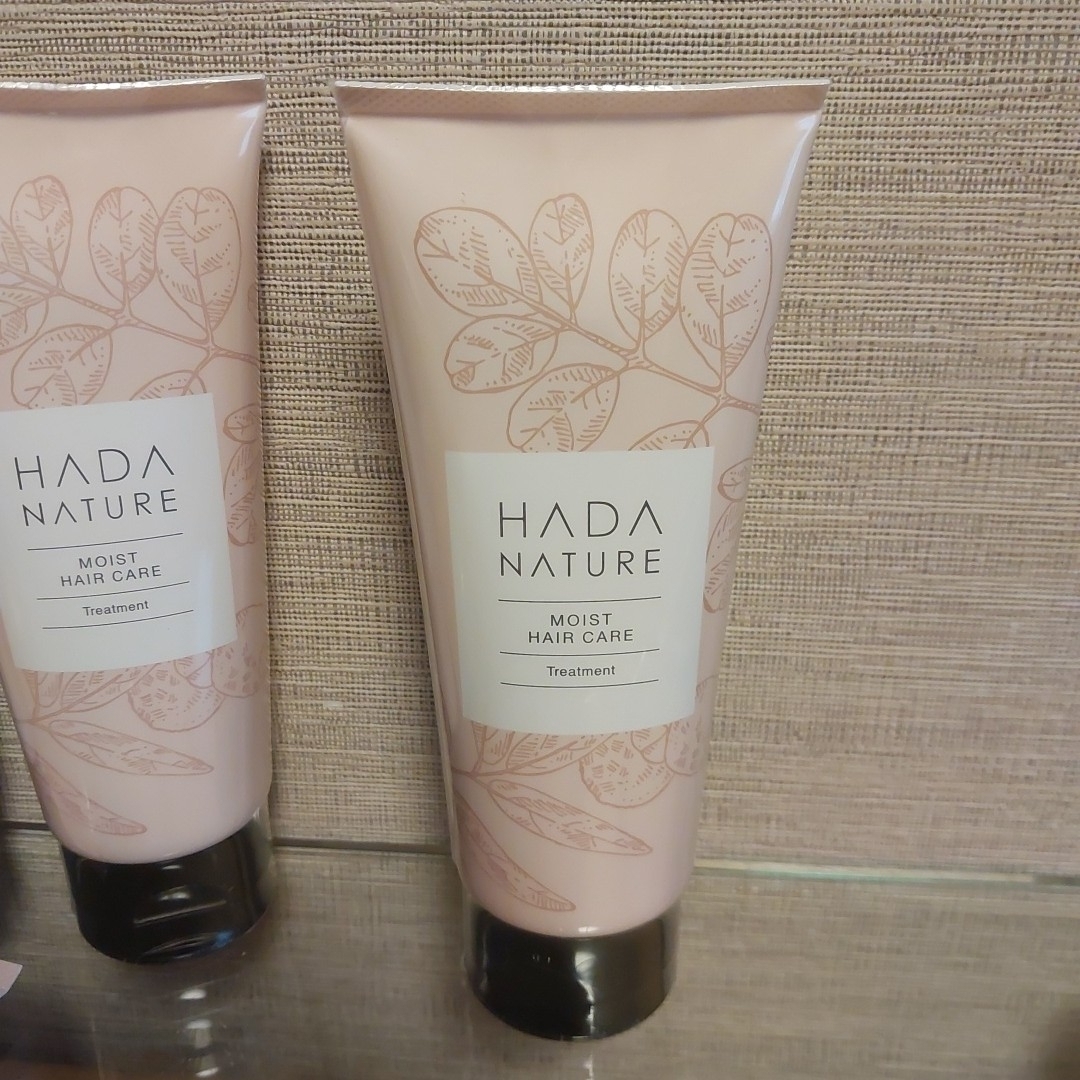 HADA
NATURE
MOIST
HAIR CARE
Treatment
HADA
NATURE
MOIST
HAIR CARE
Treatment